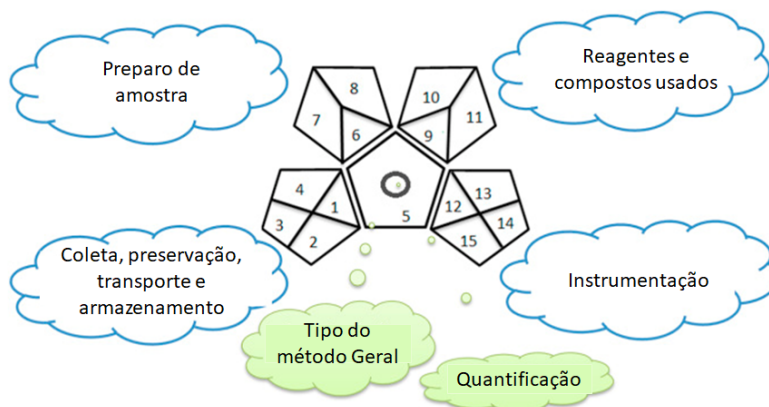 Preparo de
amostra
Reagentes e
compostos usados
8
10
7
11
6
9
4
13
1
12
3
5
14
2
15
Coleta, preservação,
transporte e
armazenamento
Instrumentação
Tipo do
método Geral
Quantificação